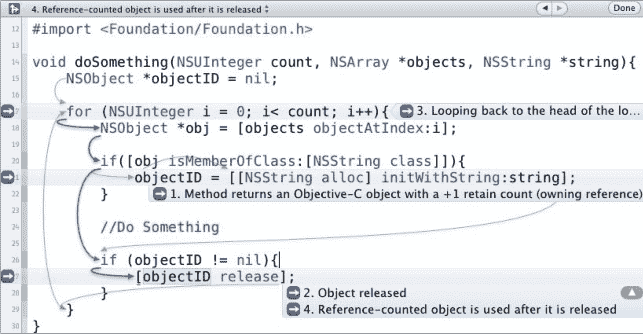 4. Reference-counted object is used after it is released Done
12 #import <Foundation/Foundation.h>
13
14 void doSomething(NSUInteger count, NSArray *objects, NSString *string){
15 NSObject *objectID = nil;
16
for (NSUInteger i = 0; i< count; i++){ 3. Looping back to the head of the lo...
18 NSObject *obj = [objects objectAtIndex:i];
19
20 if([obj isMemberOfClass:[NSString class]]){
objectID = [[NSString alloc] initWithString:string];
22 } 1. Method returns an Objective-C object with a +1 retain count (owning reference)
23
24 //Do Something
25
26 if (objectID != nil){
[objectID release];
28 } 2. Object released
29 } 4. Reference-counted object is used after it is released
30 }